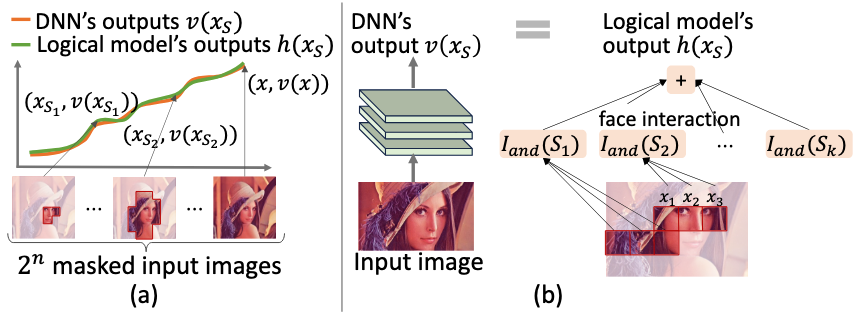 DNN's outputs v(x_S)
Logical model's outputs h(x_S)
(x_{S_1}, v(x_{S_1}))
(x_{S_2}, v(x_{S_2}))
(x, v(x))
... ...
2^n masked input images
(a)
DNN's
output v(x_S)
Input image
=
Logical model's
output h(x_S)
+
face interaction
I_{and}(S_1) I_{and}(S_2) ... I_{and}(S_k)
x_1 x_2 x_3
(b)